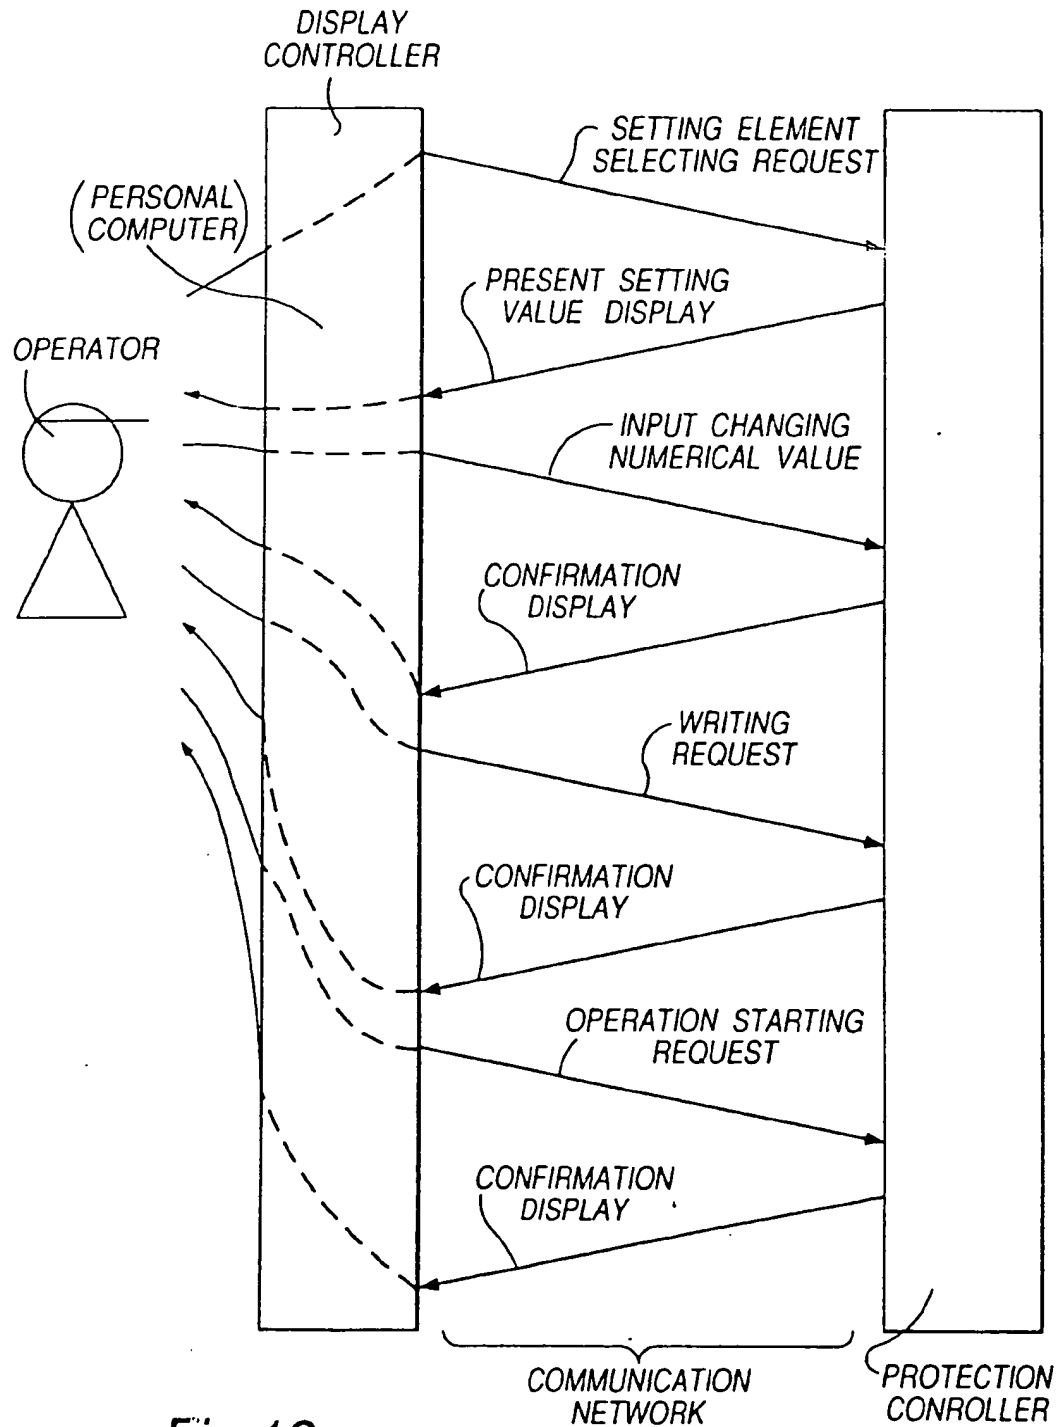 DISPLAY
CONTROLLER
SETTING ELEMENT
SELECTING REQUEST
(PERSONAL
COMPUTER)
PRESENT SETTING
VALUE DISPLAY
OPERATOR
INPUT CHANGING
NUMERICAL VALUE
CONFIRMATION
DISPLAY
WRITING
REQUEST
CONFIRMATION
DISPLAY
OPERATION STARTING
REQUEST
CONFIRMATION
DISPLAY
COMMUNICATION
NETWORK
PROTECTION
CONROLLER